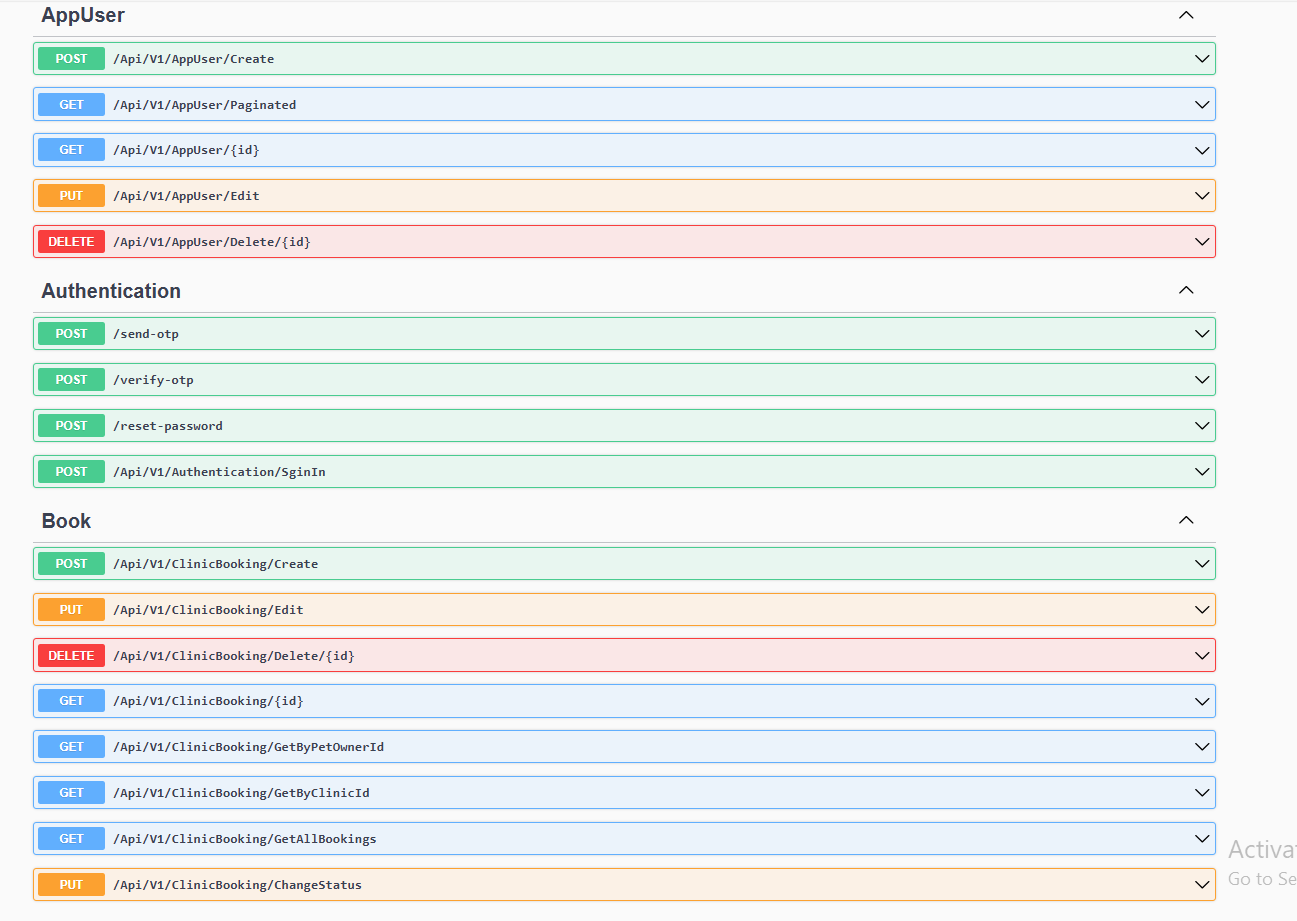 AppUser
POST /Api/V1/AppUser/Create
GET /Api/V1/AppUser/Paginated
GET /Api/V1/AppUser/{id}
PUT /Api/V1/AppUser/Edit
DELETE /Api/V1/AppUser/Delete/{id}
Authentication
POST /send-otp
POST /verify-otp
POST /reset-password
POST /Api/V1/Authentication/SginIn
Book
POST /Api/V1/ClinicBooking/Create
PUT /Api/V1/ClinicBooking/Edit
DELETE /Api/V1/ClinicBooking/Delete/{id}
GET /Api/V1/ClinicBooking/{id}
GET /Api/V1/ClinicBooking/GetByPetOwnerId
GET /Api/V1/ClinicBooking/GetByClinicId
GET /Api/V1/ClinicBooking/GetAllBookings
PUT /Api/V1/ClinicBooking/ChangeStatus
Activa
Go to Se